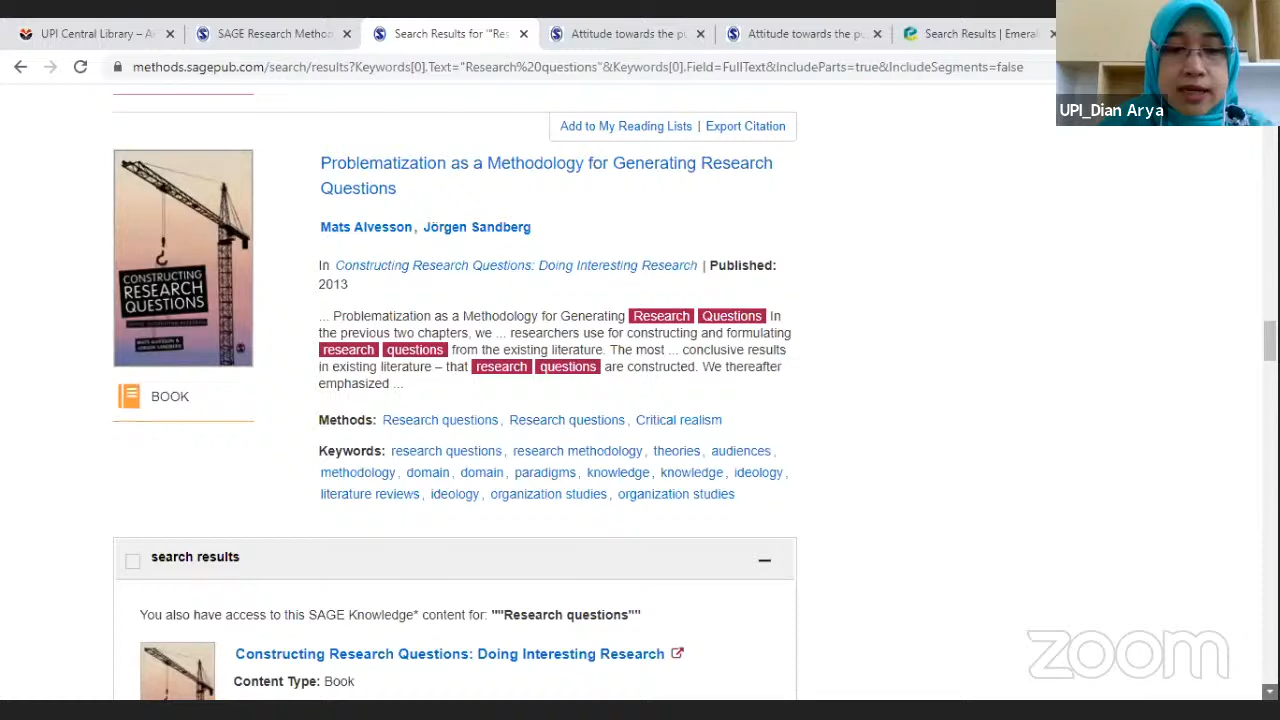 UPI Central Library – A
SAGE Research Metho
Search Results for '"Res
Attitude towards the pu
Attitude towards the pu
Search Results | Emeral
methods.sagepub.com/search/results?Keywords[0].Text="Research%20questions"&Keywords[0].Field=FullText&IncludeParts=true&IncludeSegments=false
UPI_Dian Arya
Add to My Reading Lists | Export Citation
Problematization as a Methodology for Generating Research
Questions
Mats Alvesson, Jörgen Sandberg
In Constructing Research Questions: Doing Interesting Research | Published:
2013
... Problematization as a Methodology for Generating Research Questions In
the previous two chapters, we ... researchers use for constructing and formulating
research questions from the existing literature. The most ... conclusive results
in existing literature – that research questions are constructed. We thereafter
emphasized ...
CONSTRUCTING
RESEARCH
QUESTIONS
BOOK
Methods: Research questions, Research questions, Critical realism
Keywords: research questions, research methodology, theories, audiences,
methodology, domain, domain, paradigms, knowledge, knowledge, ideology,
literature reviews, ideology, organization studies, organization studies
search results
You also have access to this SAGE Knowledge* content for: ""Research questions""
Constructing Research Questions: Doing Interesting Research
Content Type: Book
zoom